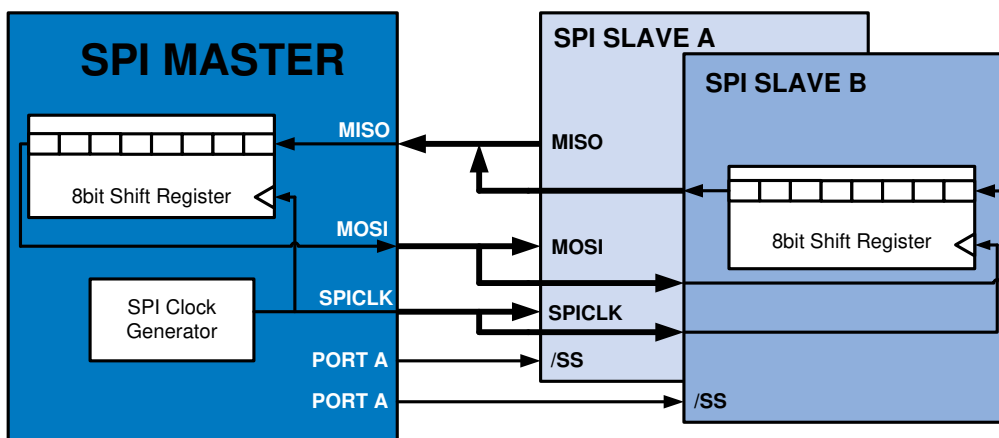 SPI MASTER
8bit Shift Register
SPI Clock
Generator
MISO
MOSI
SPICLK
PORT A
PORT A
SPI SLAVE A
MISO
MOSI
SPICLK
/SS
SPI SLAVE B
8bit Shift Register
/SS